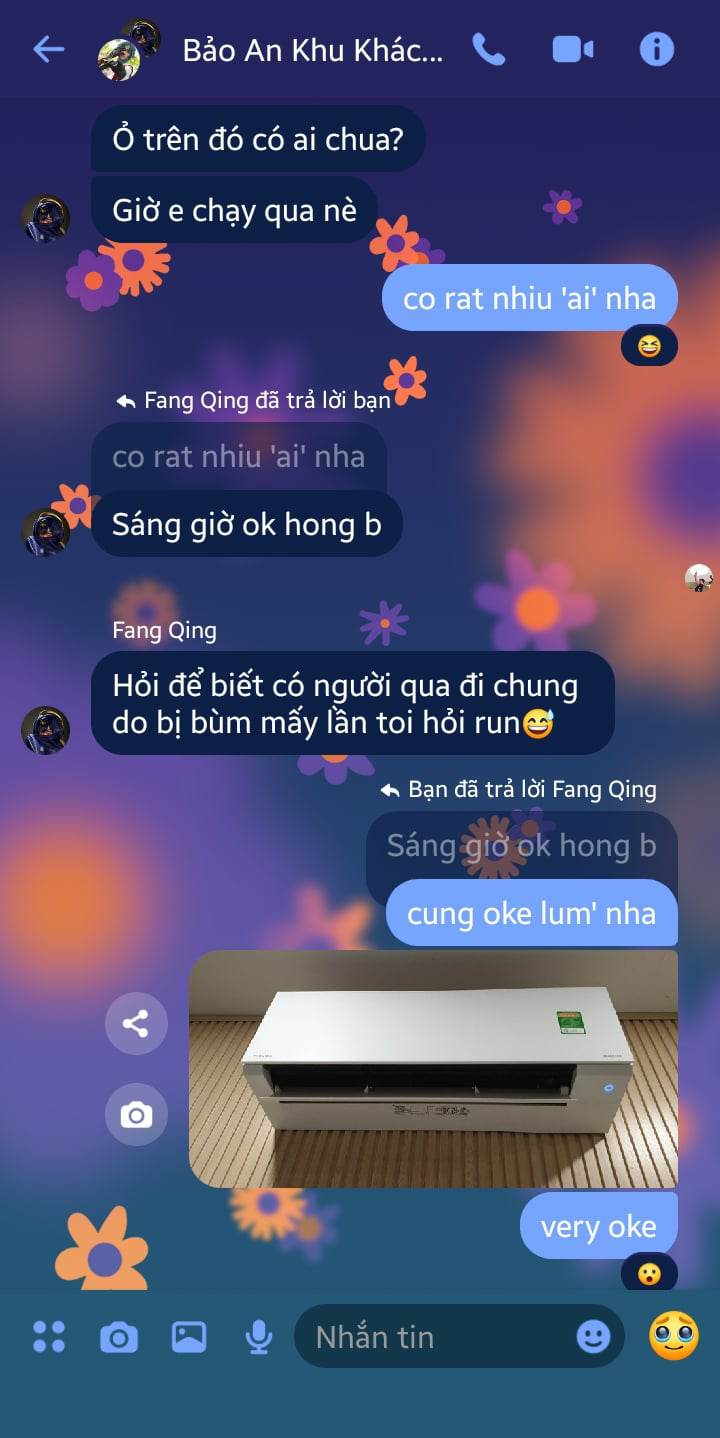 Bảo An Khu Khác...
Ỏ trên đó có ai chua?
Giờ e chạy qua nè
co rat nhiu 'ai' nha
Fang Qing đã trả lời bạn
co rat nhiu 'ai' nha
Sáng giờ ok hong b
Fang Qing
Hỏi để biết có người qua đi chung
do bị bùm mấy lần toi hỏi run😅
Bạn đã trả lời Fang Qing
Sáng giờ ok hong b
cung oke lum' nha
very oke
Nhắn tin